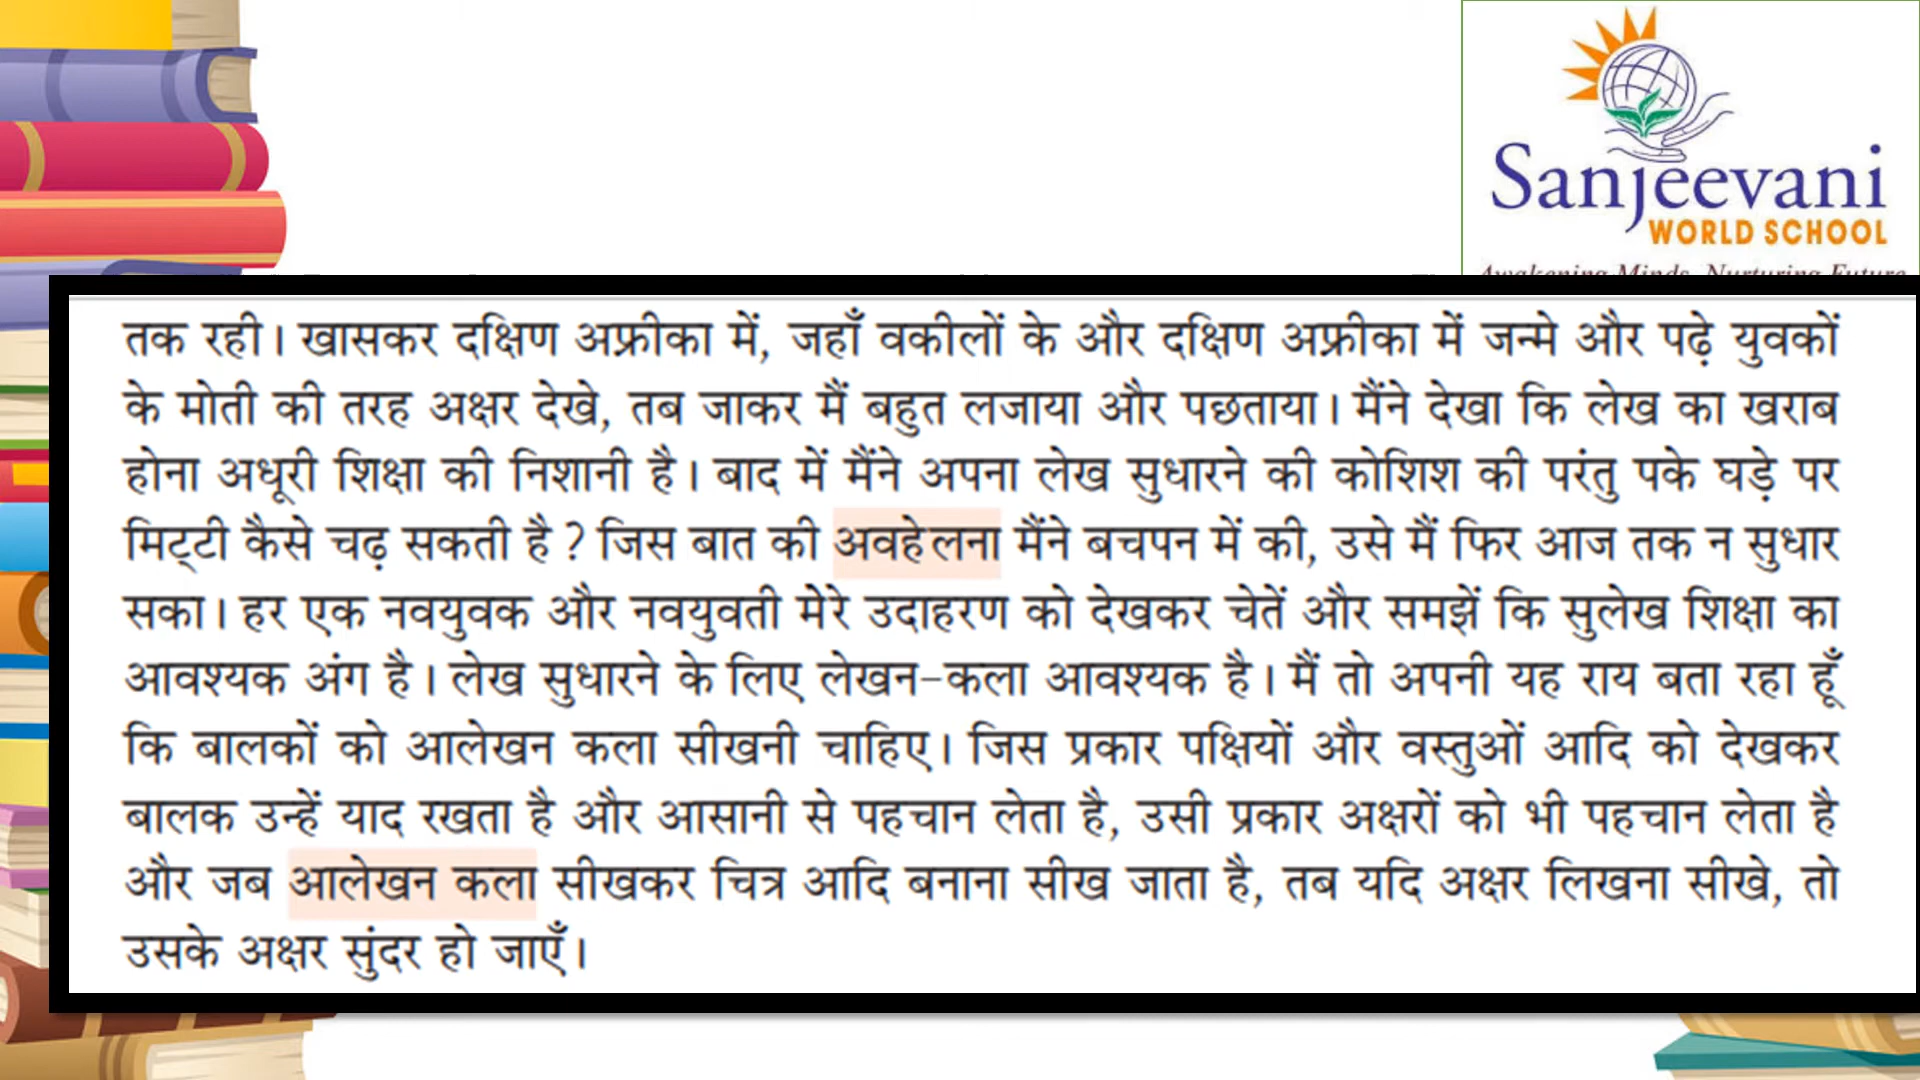 Sanjeevani
WORLD SCHOOL
Awakening Minds, Nurturing Future
तक रही। खासकर दक्षिण अफ्रीका में, जहाँ वकीलों के और दक्षिण अफ्रीका में जन्मे और पढ़े युवकों
के मोती की तरह अक्षर देखे, तब जाकर मैं बहुत लजाया और पछताया। मैंने देखा कि लेख का खराब
होना अधूरी शिक्षा की निशानी है। बाद में मैंने अपना लेख सुधारने की कोशिश की परंतु पके घड़े पर
मिट्‌टी कैसे चढ़ सकती है ? जिस बात की अवहेलना मैंने बचपन में की, उसे मैं फिर आज तक न सुधार
सका। हर एक नवयुवक और नवयुवती मेरे उदाहरण को देखकर चेतें और समझें कि सुलेख शिक्षा का
आवश्यक अंग है। लेख सुधारने के लिए लेखन-कला आवश्यक है। मैं तो अपनी यह राय बता रहा हूँ
कि बालकों को आलेखन कला सीखनी चाहिए। जिस प्रकार पक्षियों और वस्तुओं आदि को देखकर
बालक उन्हें याद रखता है और आसानी से पहचान लेता है, उसी प्रकार अक्षरों को भी पहचान लेता है
और जब आलेखन कला सीखकर चित्र आदि बनाना सीख जाता है, तब यदि अक्षर लिखना सीखे, तो
उसके अक्षर सुंदर हो जाएँ।